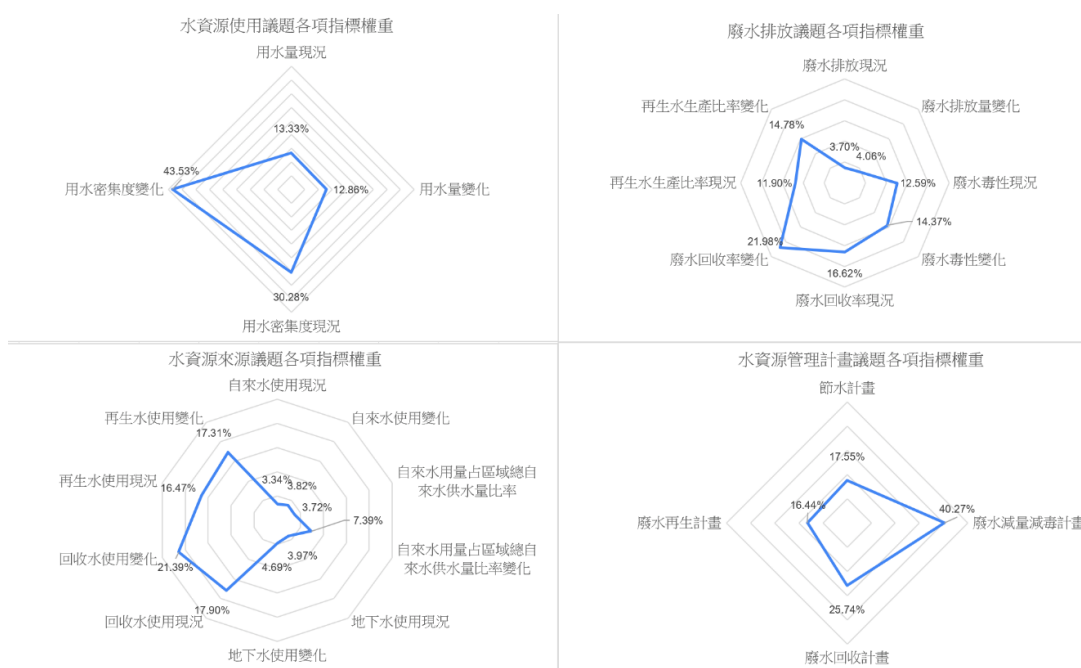 水資源使用議題各項指標權重
用水量現況
13.33%
43.53%
用水密集度變化
12.86%
用水量變化
30.28%
用水密集度現況
廢水排放議題各項指標權重
廢水排放現況
再生水生產比率變化
廢水排放量變化
14.78%
3.70%
4.06%
再生水生產比率現況
11.90%
12.59%
廢水毒性現況
14.37%
21.98%
廢水回收率變化
廢水毒性變化
16.62%
廢水回收率現況
水資源來源議題各項指標權重
自來水使用現況
再生水使用變化
自來水使用變化
17.31%
再生水使用現況
16.47%
3.34%
3.82%
自來水用量占區域總自
來水供水量比率
3.72%
7.39%
回收水使用變化
21.39%
3.97%
4.69%
自來水用量占區域總自
來水供水量比率變化
17.90%
回收水使用現況
地下水使用現況
地下水使用變化
水資源管理計畫議題各項指標權重
節水計畫
17.55%
16.44%
40.27%
廢水再生計畫
廢水減量減毒計畫
25.74%
廢水回收計畫